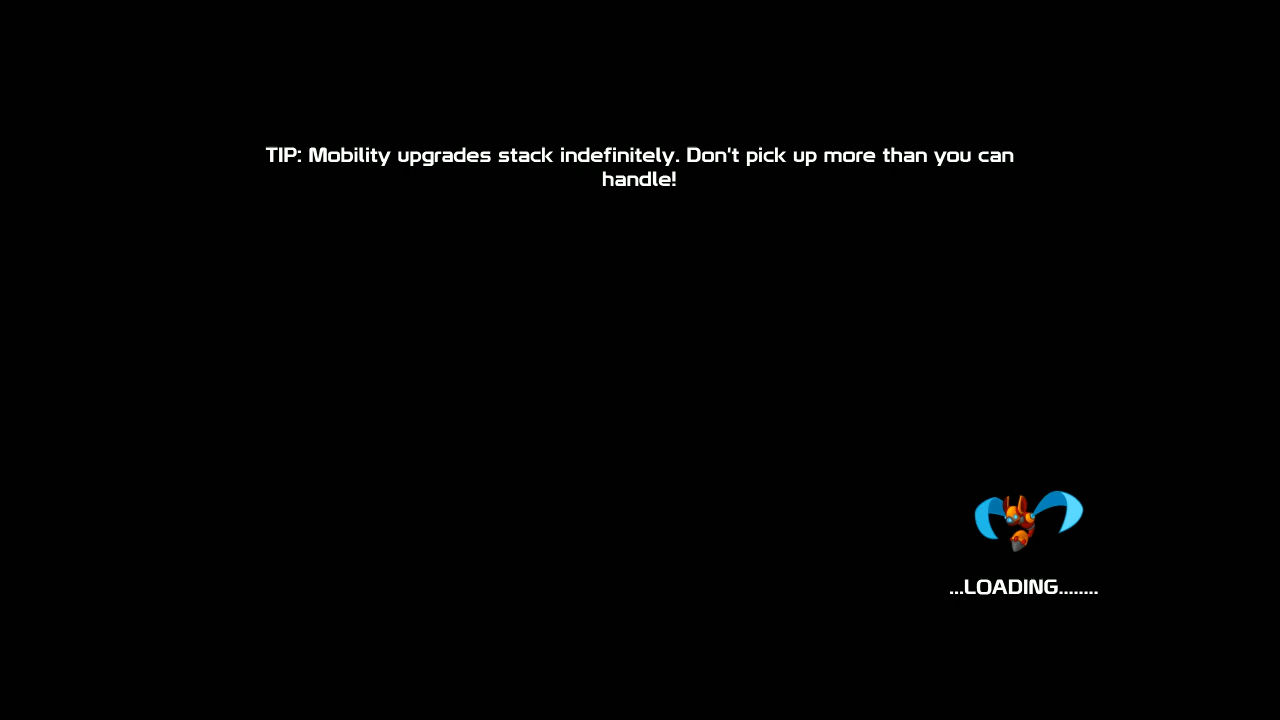 TIP: Mobility upgrades stack indefinitely. Don't pick up more than you can
handle!
...LOADING........